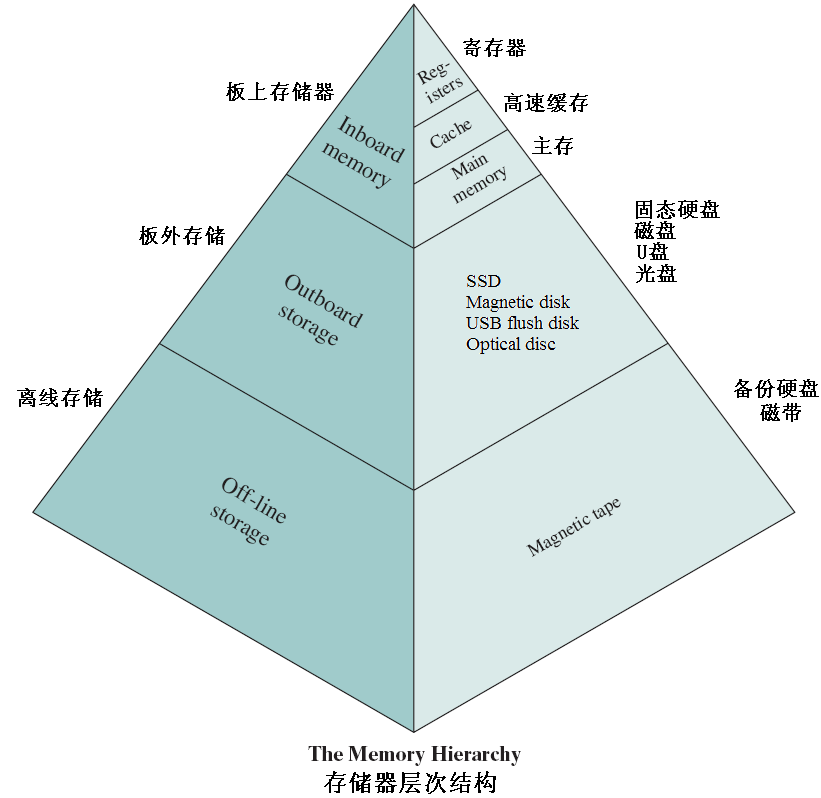 寄存器
Reg-
isters
板上存储器
高速缓存
Inboard
memory
Cache
主存
Main
memory
固态硬盘
磁盘
U盘
光盘
板外存储
Outboard
storage
SSD
Magnetic disk
USB flush disk
Optical disc
离线存储
备份硬盘
磁带
Off-line
storage
Magnetic tape
The Memory Hierarchy
存储器层次结构